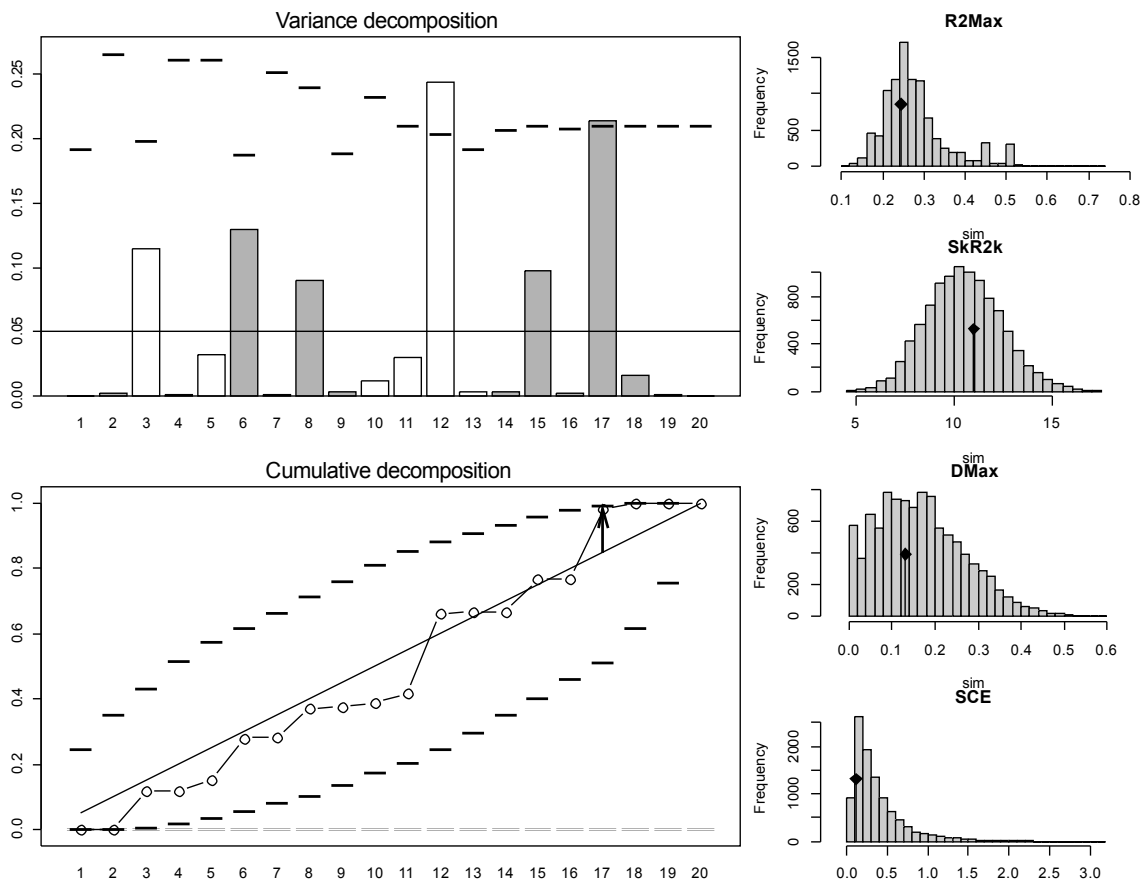 Variance decomposition
0.25
0.20
0.15
0.10
0.05
0.00
1 2 3 4 5 6 7 8 9 10 11 12 13 14 15 16 17 18 19 20
Cumulative decomposition
1.0
0.8
0.6
0.4
0.2
0.0
1 2 3 4 5 6 7 8 9 10 11 12 13 14 15 16 17 18 19 20
R2Max
Frequency
1500
500
0
0.1 0.2 0.3 0.4 0.5 0.6 0.7 0.8
sim
SkR2k
Frequency
800
400
0
5 10 15
sim
DMax
Frequency
600
200
0
0.0 0.1 0.2 0.3 0.4 0.5 0.6
sim
SCE
Frequency
2000
1000
0
0.0 0.5 1.0 1.5 2.0 2.5 3.0